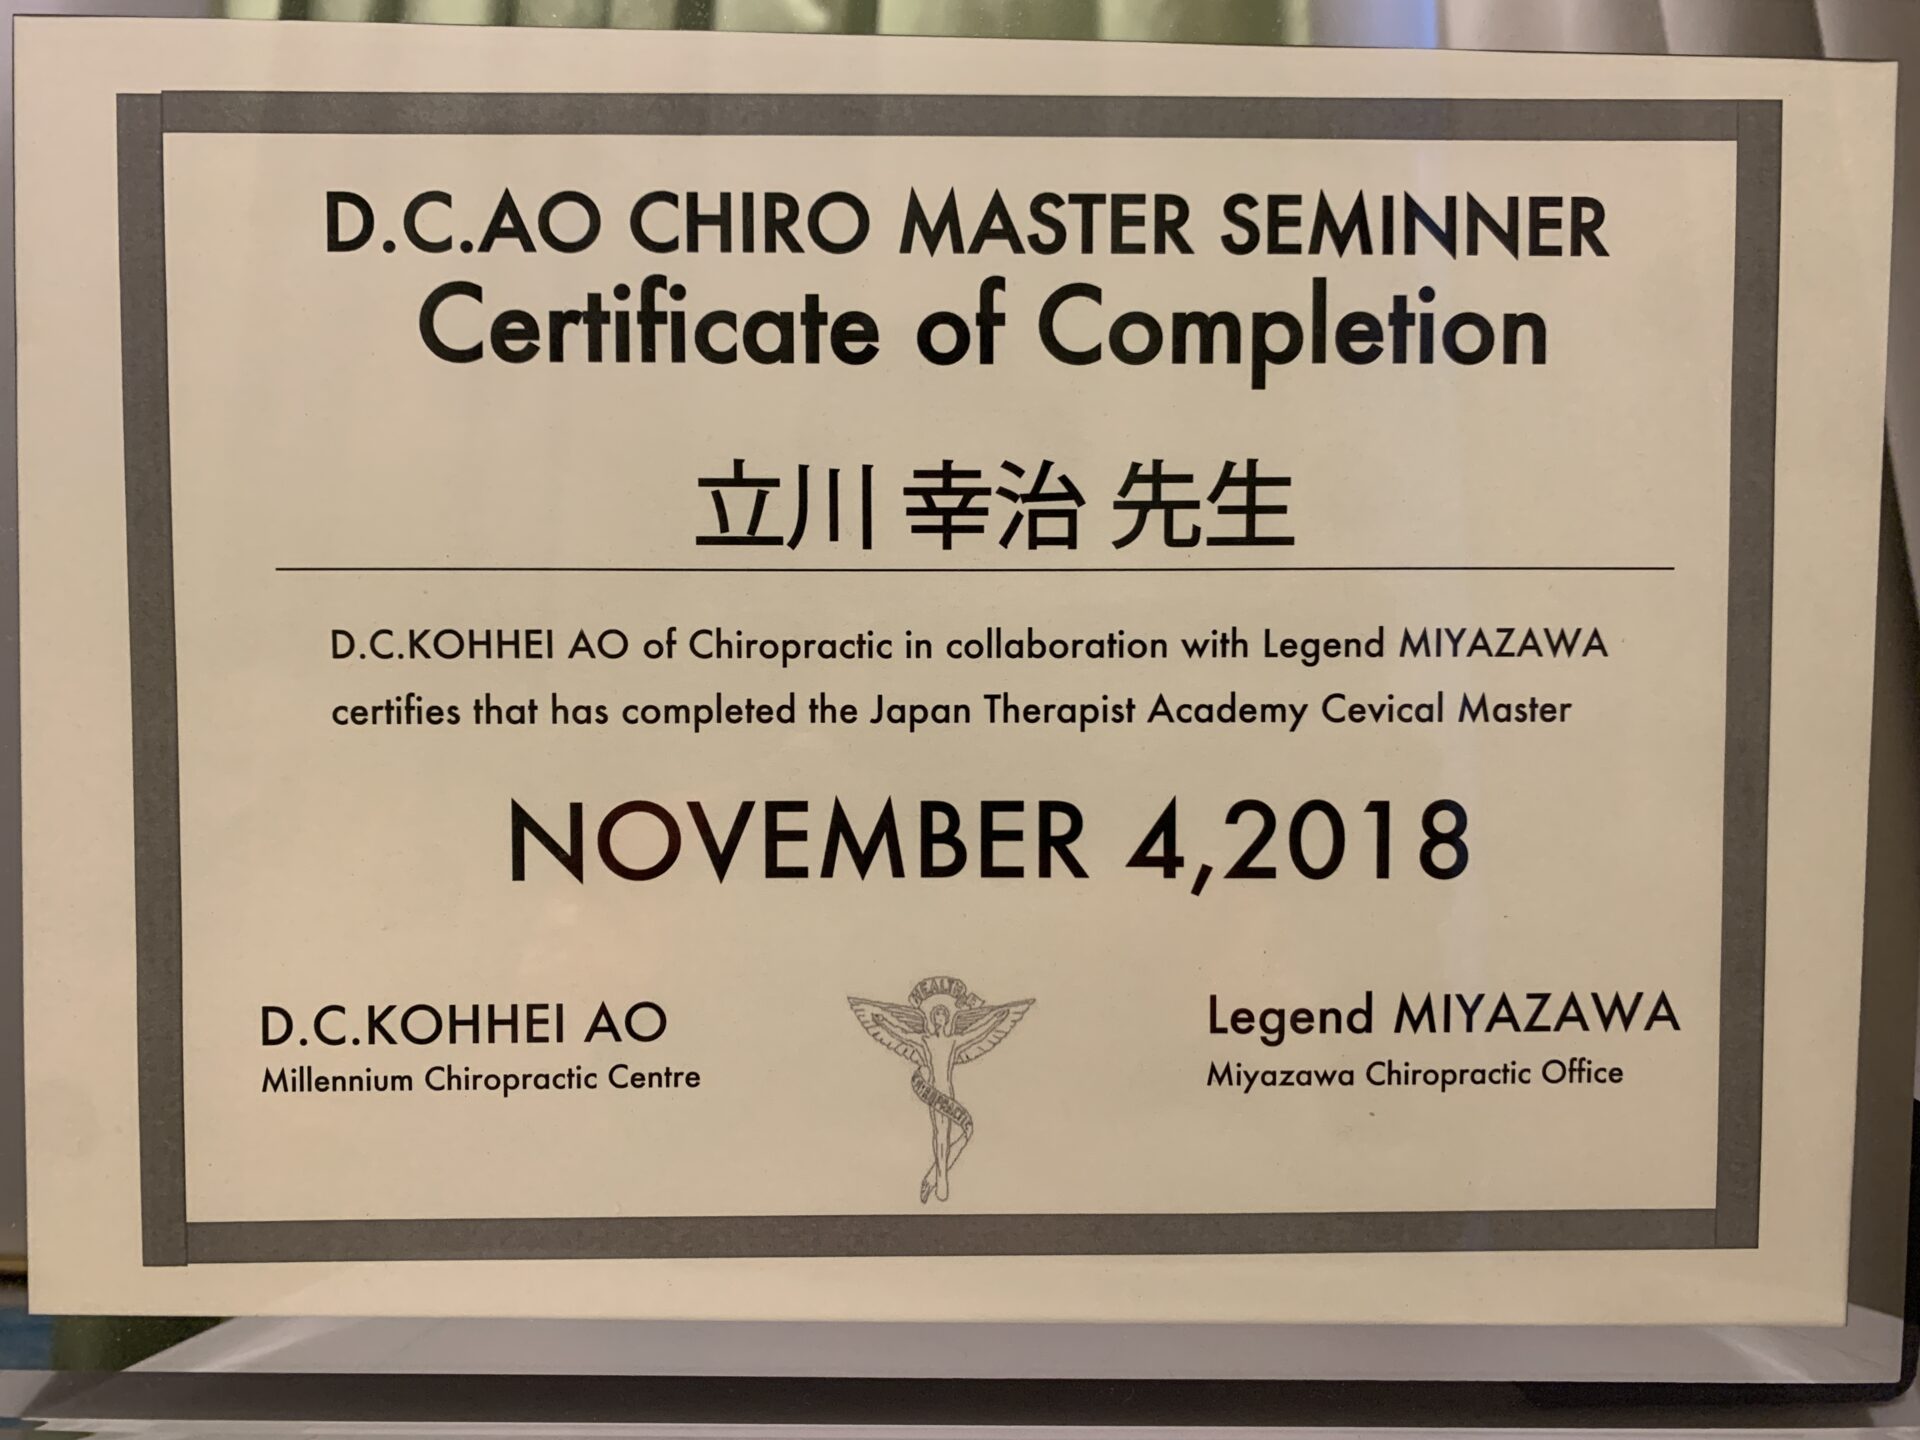 D.C.AO CHIRO MASTER SEMINNER
Certificate of Completion
立川 幸治 先生
D.C.KOHHEI AO of Chiropractic in collaboration with Legend MIYAZAWA
certifies that has completed the Japan Therapist Academy Cevical Master
NOVEMBER 4,2018
D.C.KOHHEI AO
Millennium Chiropractic Centre
CHIROPRACTIC
Legend MIYAZAWA
Miyazawa Chiropractic Office